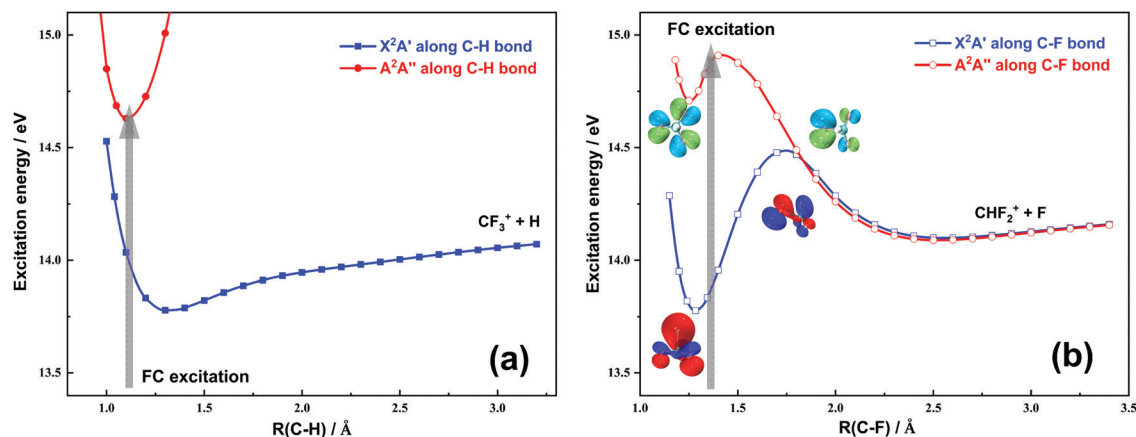 15.0
14.5
14.0
13.5
Excitation energy / eV
1.0 1.5 2.0 2.5 3.0
R(C-H) / Å
X²A' along C-H bond
A²A'' along C-H bond
CF₃⁺ + H
FC excitation
(a)
15.0
14.5
14.0
13.5
Excitation energy / eV
1.0 1.5 2.0 2.5 3.0 3.5
R(C-F) / Å
FC excitation
X²A' along C-F bond
A²A'' along C-F bond
CHF₂⁺ + F
(b)